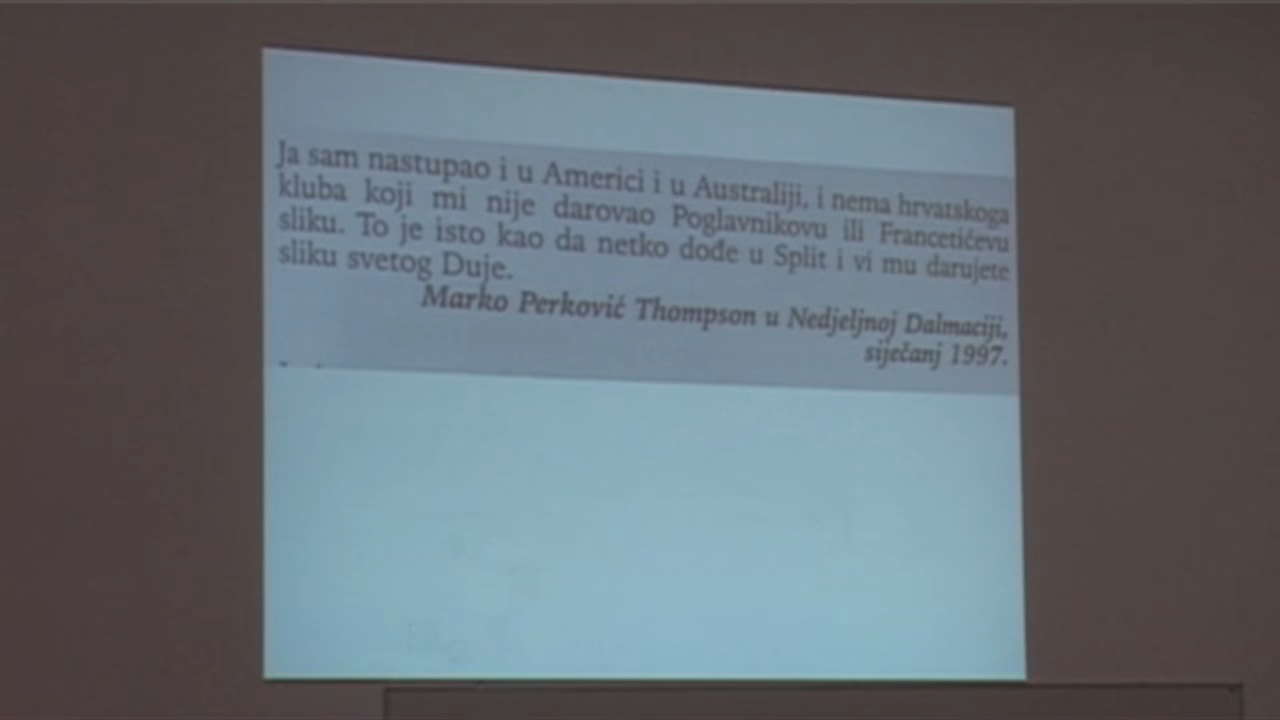 Ja sam nastupao i u Americi i u Australiji, i nema hrvatskoga
kluba koji mi nije darovao Poglavnikovu ili Francetićevu
sliku. To je isto kao da netko dođe u Split i vi mu darujete
sliku svetog Duje.
Marko Perković Thompson u Nedjeljnoj Dalmaciji,
siječanj 1997.